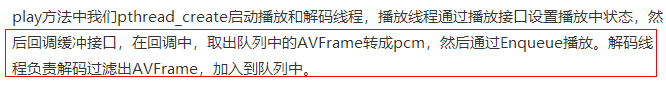 play方法中我们pthread_create启动播放和解码线程，播放线程通过播放接口设置播放中状态，然
后回调缓冲接口，在回调中，取出队列中的AVFrame转成pcm，然后通过Enqueue播放。解码线
程负责解码过滤出AVFrame，加入到队列中。